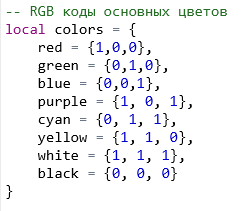 -- RGB коды основных цветов
local colors = {
    red = {1,0,0},
    green = {0,1,0},
    blue = {0,0,1},
    purple = {1, 0, 1},
    cyan = {0, 1, 1},
    yellow = {1, 1, 0},
    white = {1, 1, 1},
    black = {0, 0, 0}
}